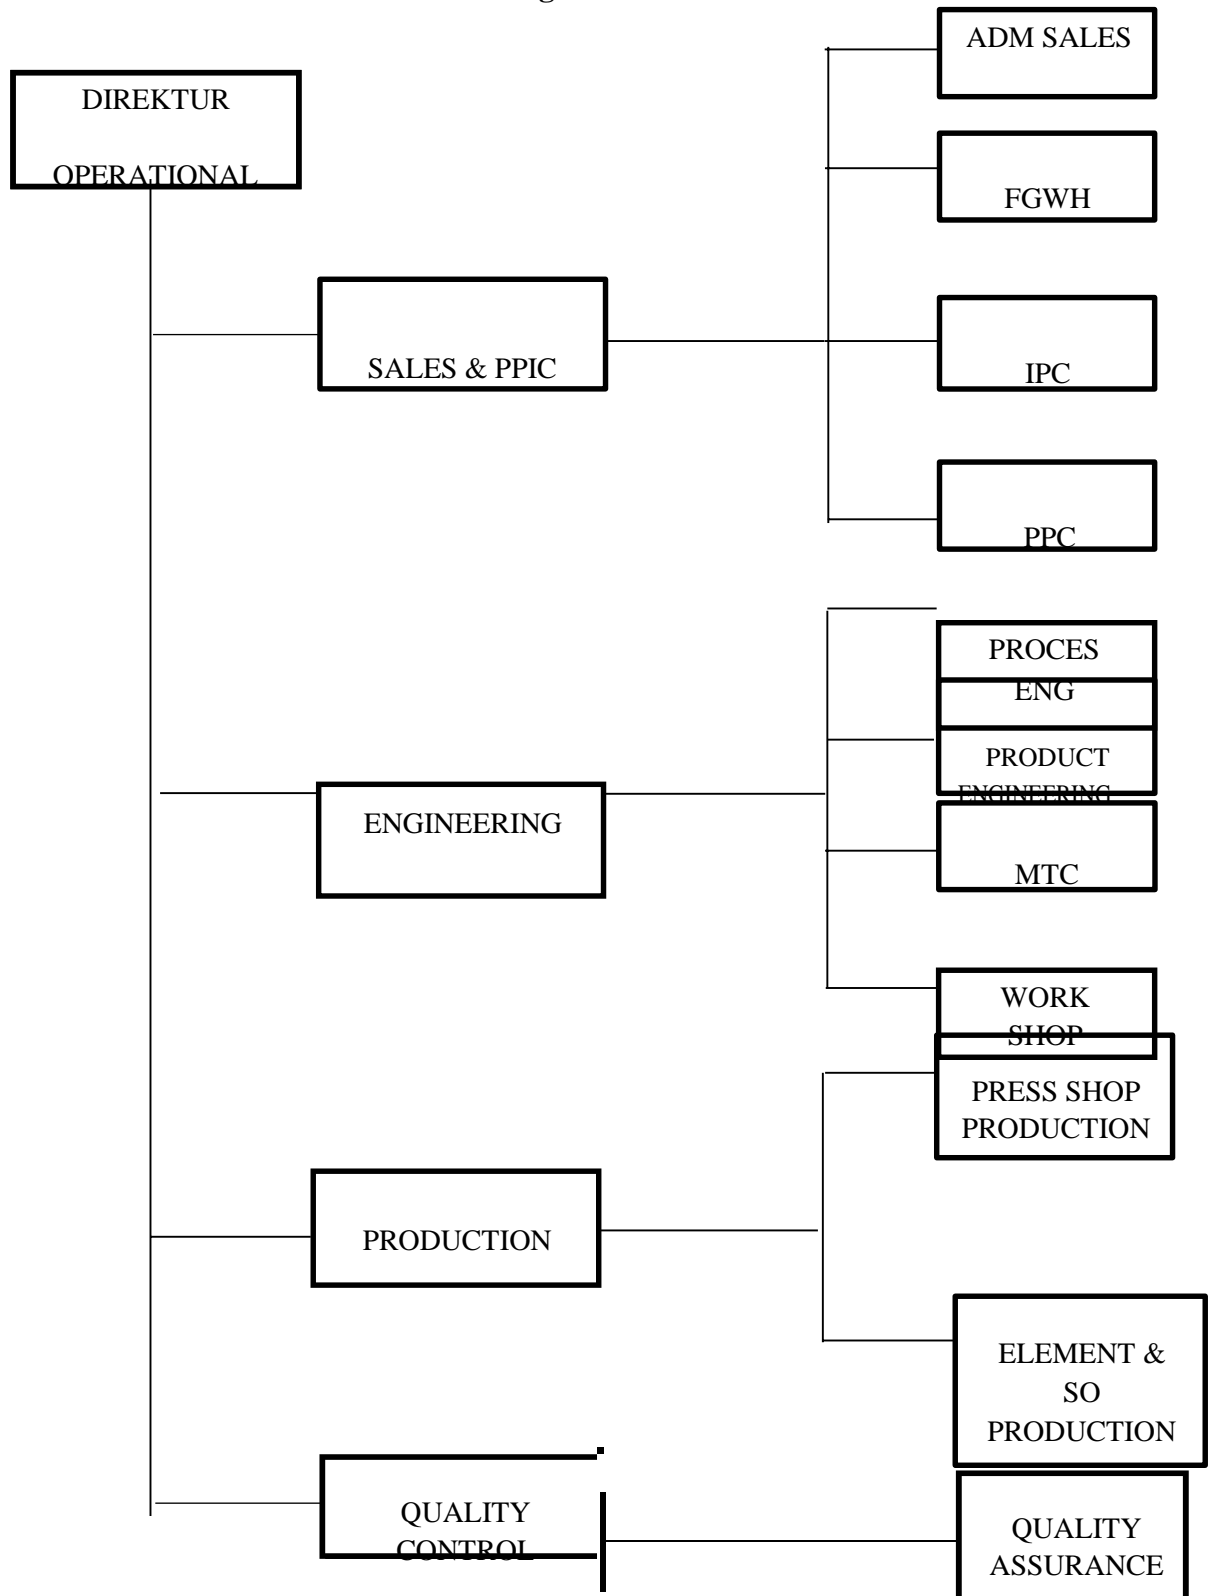 ADM SALES
DIREKTUR
OPERATIONAL
FGWH
SALES & PPIC
IPC
PPC
PROCES
ENG
PRODUCT
ENGINEERING
ENGINEERING
MTC
WORK
SHOP
PRESS SHOP
PRODUCTION
PRODUCTION
ELEMENT &
SO
PRODUCTION
QUALITY
CONTROL
QUALITY
ASSURANCE